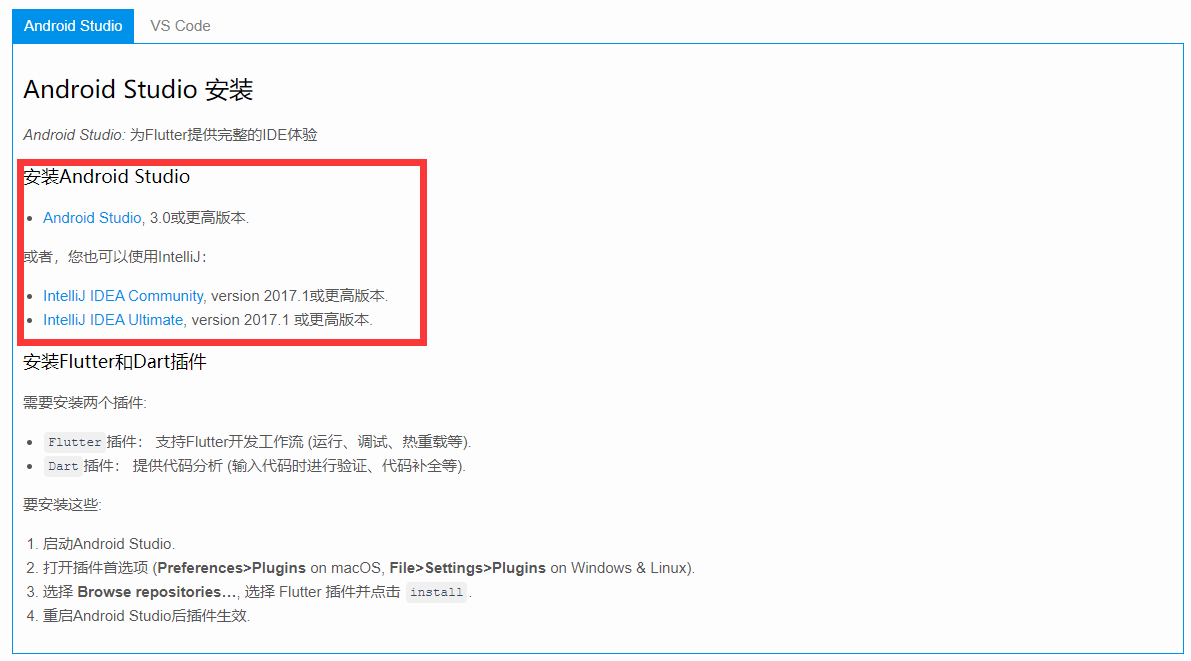 Android Studio VS Code
Android Studio 安装
Android Studio: 为Flutter提供完整的IDE体验
安装Android Studio
Android Studio, 3.0或更高版本.
或者，您也可以使用IntelliJ:
IntelliJ IDEA Community, version 2017.1或更高版本.
IntelliJ IDEA Ultimate, version 2017.1 或更高版本.
安装Flutter和Dart插件
需要安装两个插件:
Flutter插件： 支持Flutter开发工作流 (运行、调试、热重载等).
Dart插件： 提供代码分析 (输入代码时进行验证、代码补全等).
要安装这些:
1. 启动Android Studio.
2. 打开插件首选项 (Preferences>Plugins on macOS, File>Settings>Plugins on Windows & Linux).
3. 选择 Browse repositories…, 选择 Flutter 插件并点击 install.
4. 重启Android Studio后插件生效.